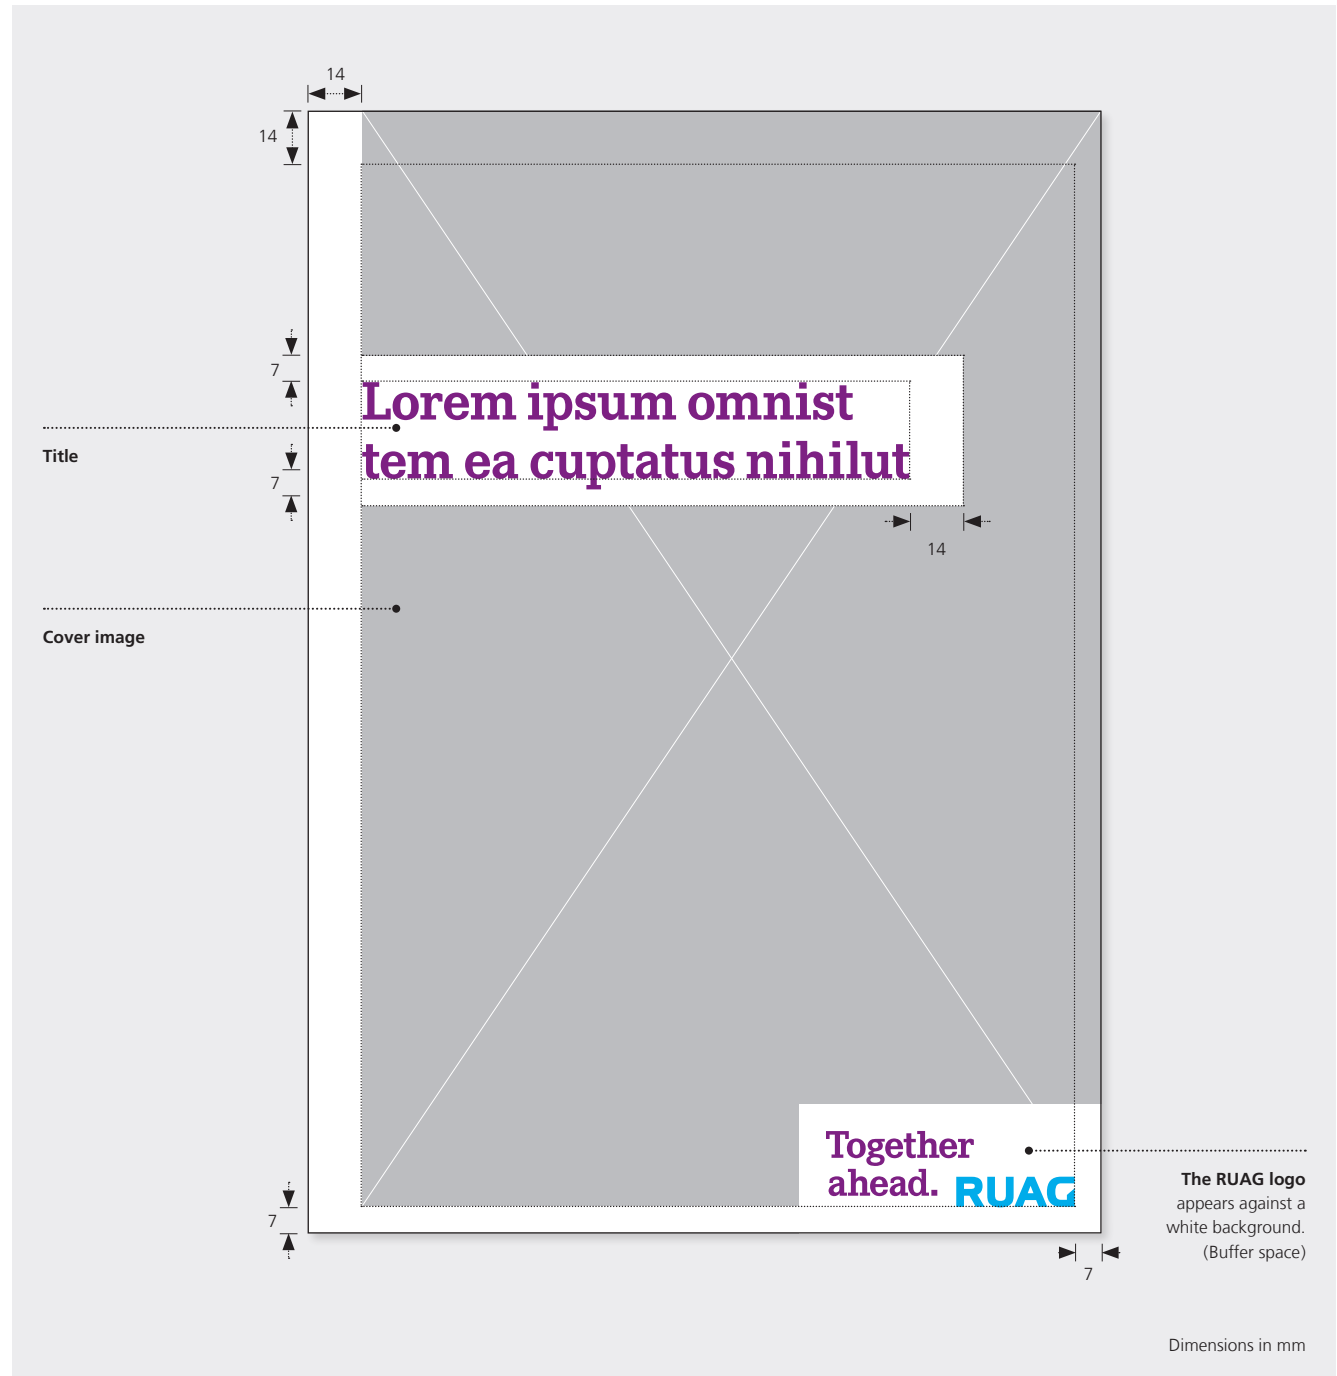 14
14
7
Lorem ipsum omnist
Title
tem ea cuptatus nihilut
7
14
Cover image
Together
ahead. RUAG
The RUAG logo
appears against a
white background.
(Buffer space)
7
7
Dimensions in mm